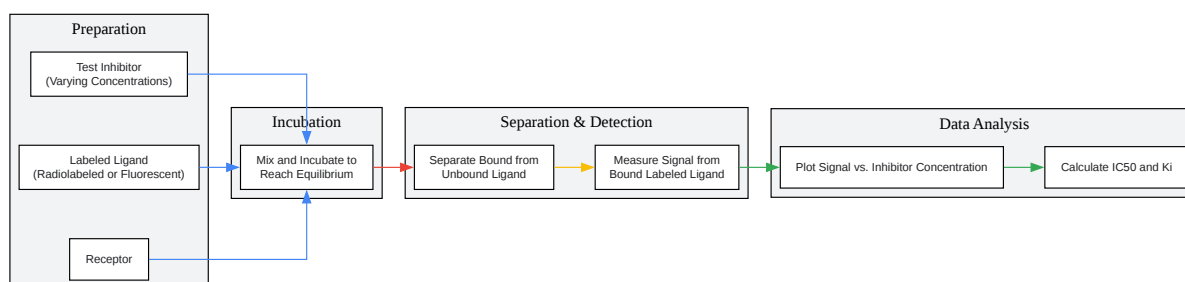 Preparation
Test Inhibitor
(Varying Concentrations)
Labeled Ligand
(Radiolabeled or Fluorescent)
Receptor
Incubation
Mix and Incubate to
Reach Equilibrium
Separation & Detection
Separate Bound from
Unbound Ligand
Measure Signal from
Bound Labeled Ligand
Data Analysis
Plot Signal vs. Inhibitor Concentration
Calculate IC50 and Ki